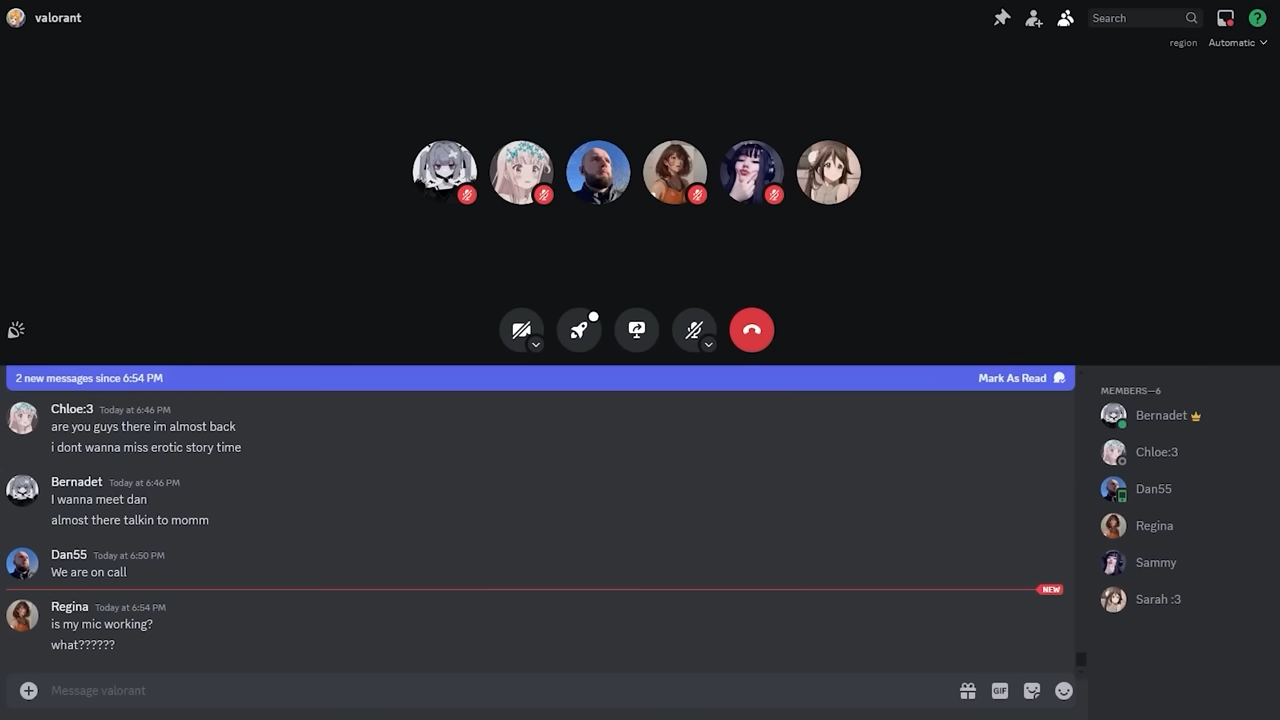 valorant
Search
region Automatic
2 new messages since 6:54 PM Mark As Read
Chloe:3 Today at 6:46 PM
are you guys there im almost back
i dont wanna miss erotic story time
Bernadet Today at 6:46 PM
I wanna meet dan
almost there talkin to momm
Dan55 Today at 6:50 PM
We are on call
NEW
Regina Today at 6:54 PM
is my mic working?
what??????
Message valorant
GIF
MEMBERS—6
Bernadet
Chloe:3
Dan55
Regina
Sammy
Sarah :3